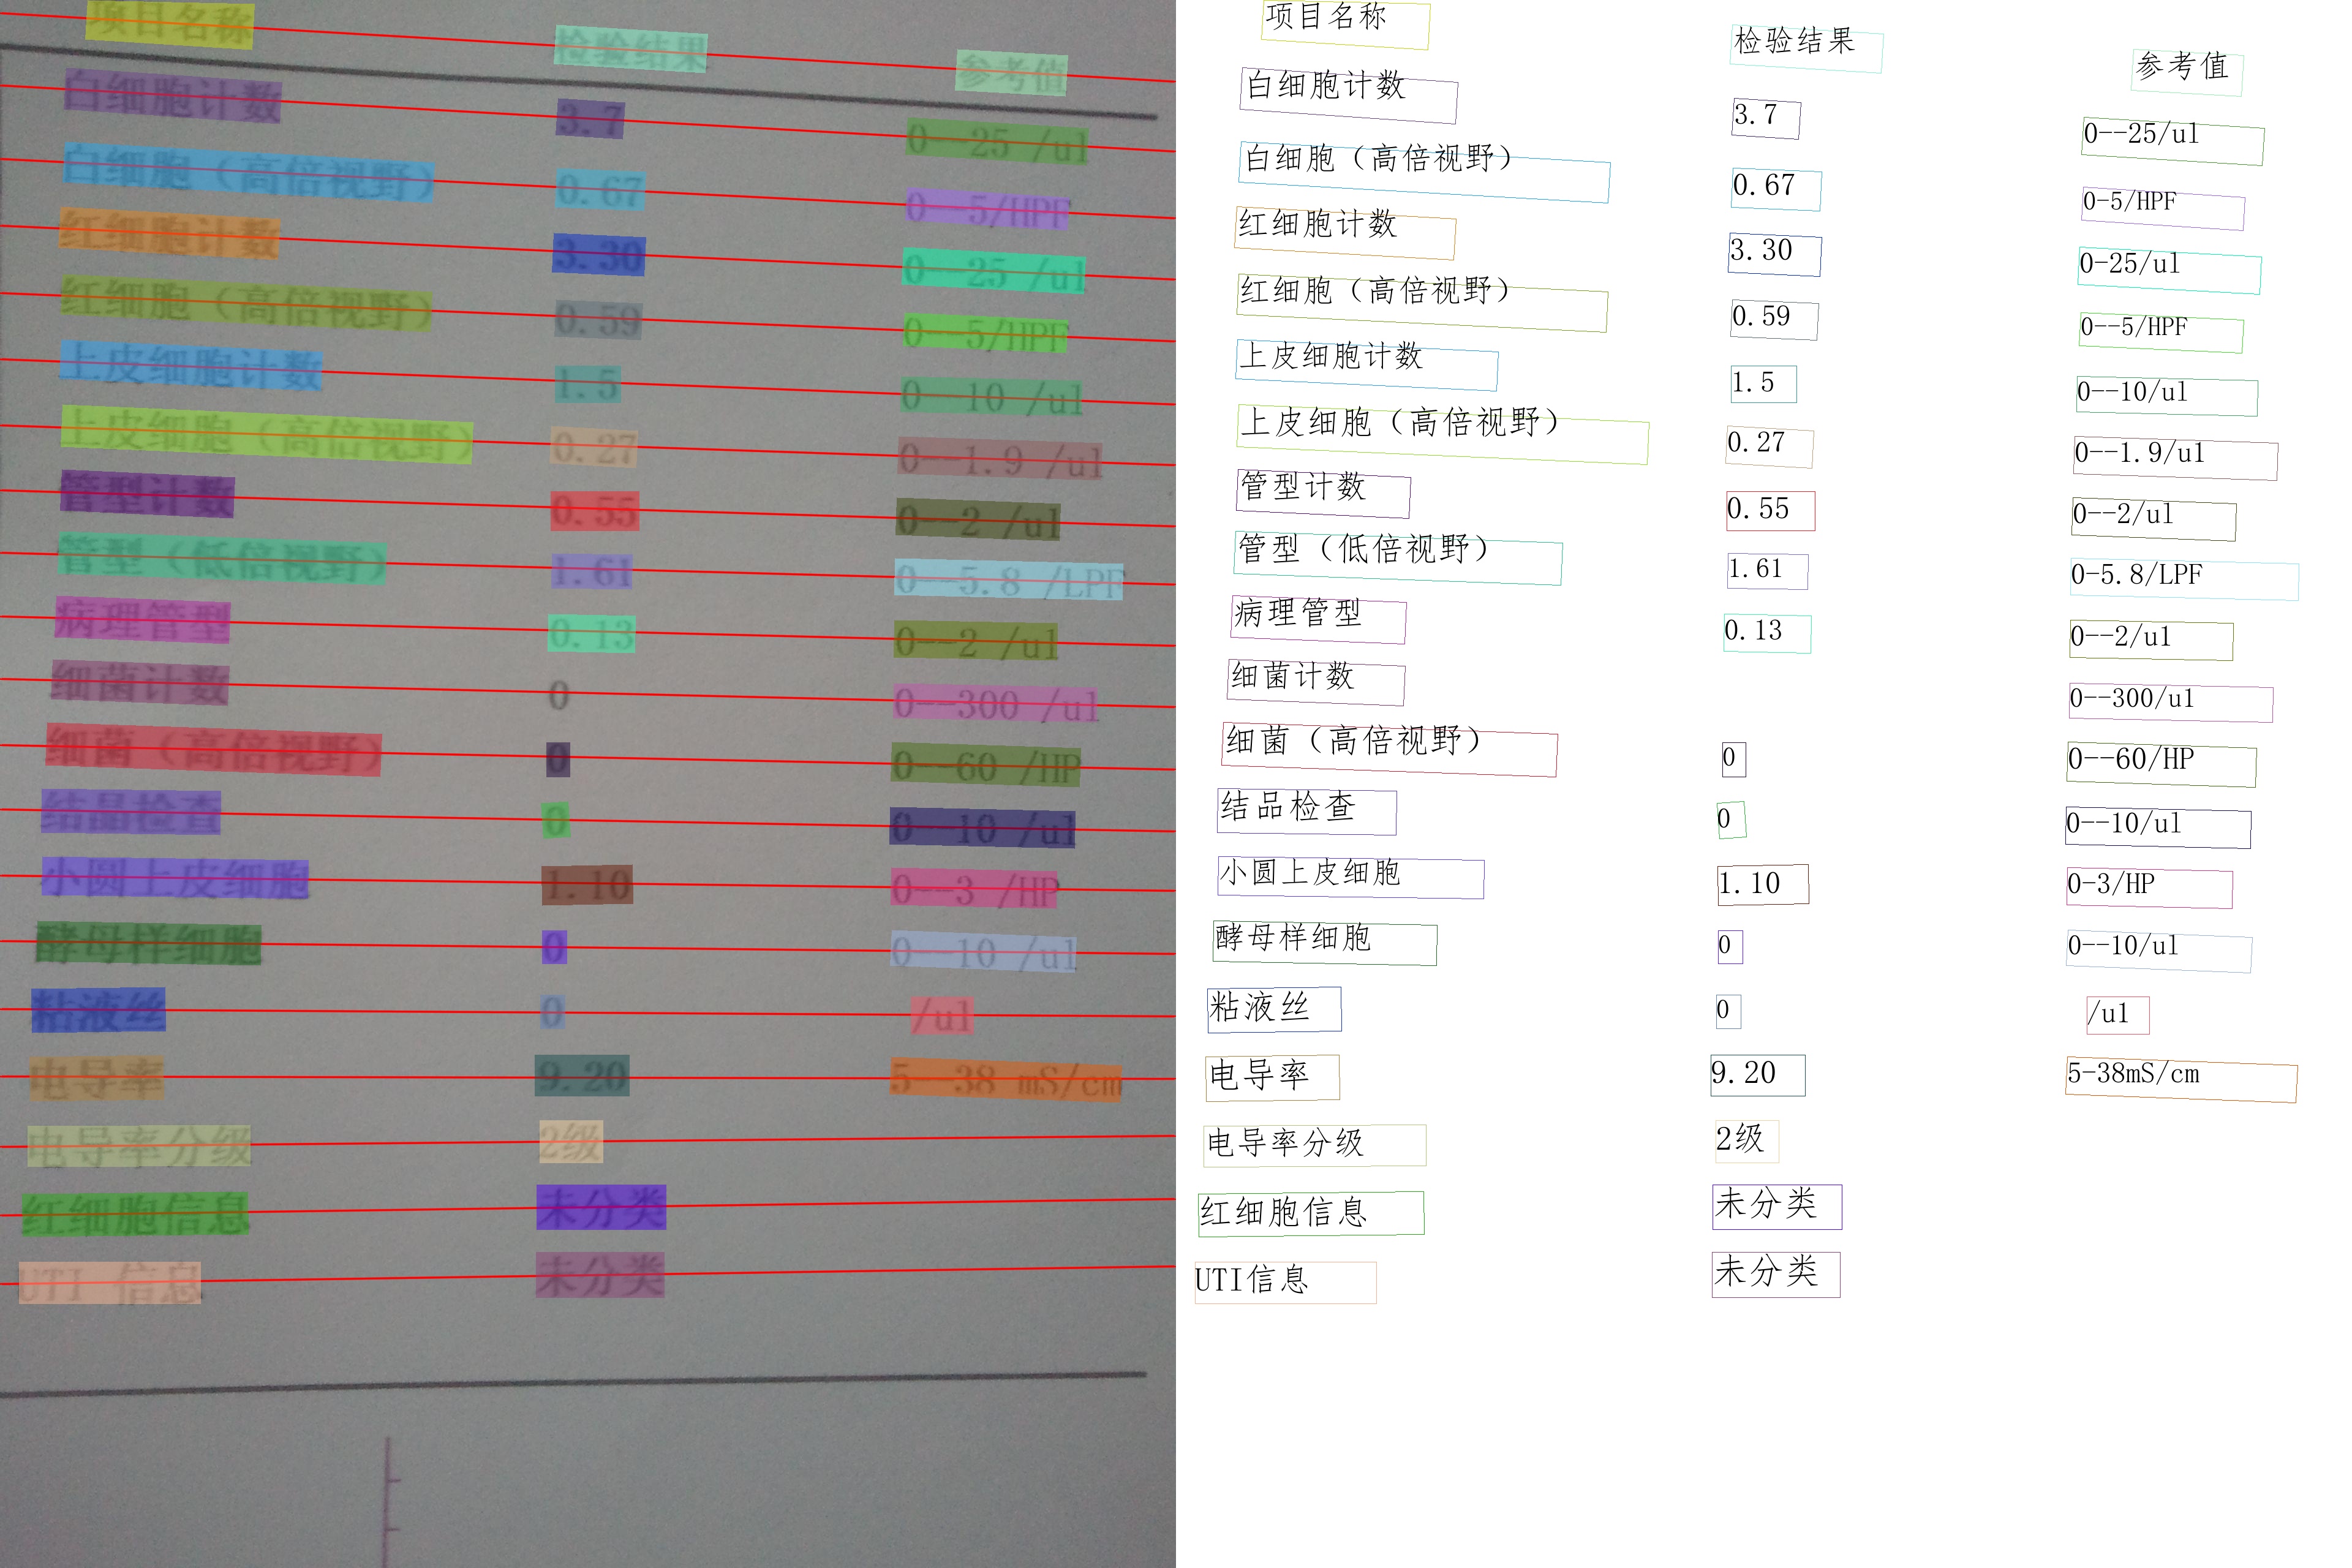 项目名称 检验结果 参考值
白细胞计数 3.7 0--25 /ul
白细胞（高倍视野） 0.67 0--5/HPF
红细胞计数 3.30 0--25 /ul
红细胞（高倍视野） 0.59 0--5/HPF
上皮细胞计数 1.5 0--10 /ul
上皮细胞（高倍视野） 0.27 0--1.9 /ul
管型计数 0.55 0--2 /ul
管型（低倍视野） 1.61 0--5.8 /LPF
病理管型 0.13 0--2 /ul
细菌计数 0 0--300 /ul
细菌（高倍视野） 0 0--60 /HP
结晶检查 0 0--10 /ul
小圆上皮细胞 1.10 0--3 /HP
酵母样细胞 0 0--10 /ul
粘液丝 0 /ul
电导率 9.20 5--38 mS/cm
电导率分级 2级
红细胞信息 未分类
UTI 信息 未分类
项目名称 检验结果 参考值
白细胞计数 3.7 0--25/ul
白细胞（高倍视野） 0.67 0-5/HPF
红细胞计数 3.30 0-25/ul
红细胞（高倍视野） 0.59 0--5/HPF
上皮细胞计数 1.5 0--10/ul
上皮细胞（高倍视野） 0.27 0--1.9/ul
管型计数 0.55 0--2/ul
管型（低倍视野） 1.61 0-5.8/LPF
病理管型 0.13 0--2/ul
细菌计数 0--300/ul
细菌（高倍视野） 0 0--60/HP
结品检查 0 0--10/ul
小圆上皮细胞 1.10 0-3/HP
酵母样细胞 0 0--10/ul
粘液丝 0 /ul
电导率 9.20 5-38mS/cm
电导率分级 2级
红细胞信息 未分类
UTI信息 未分类